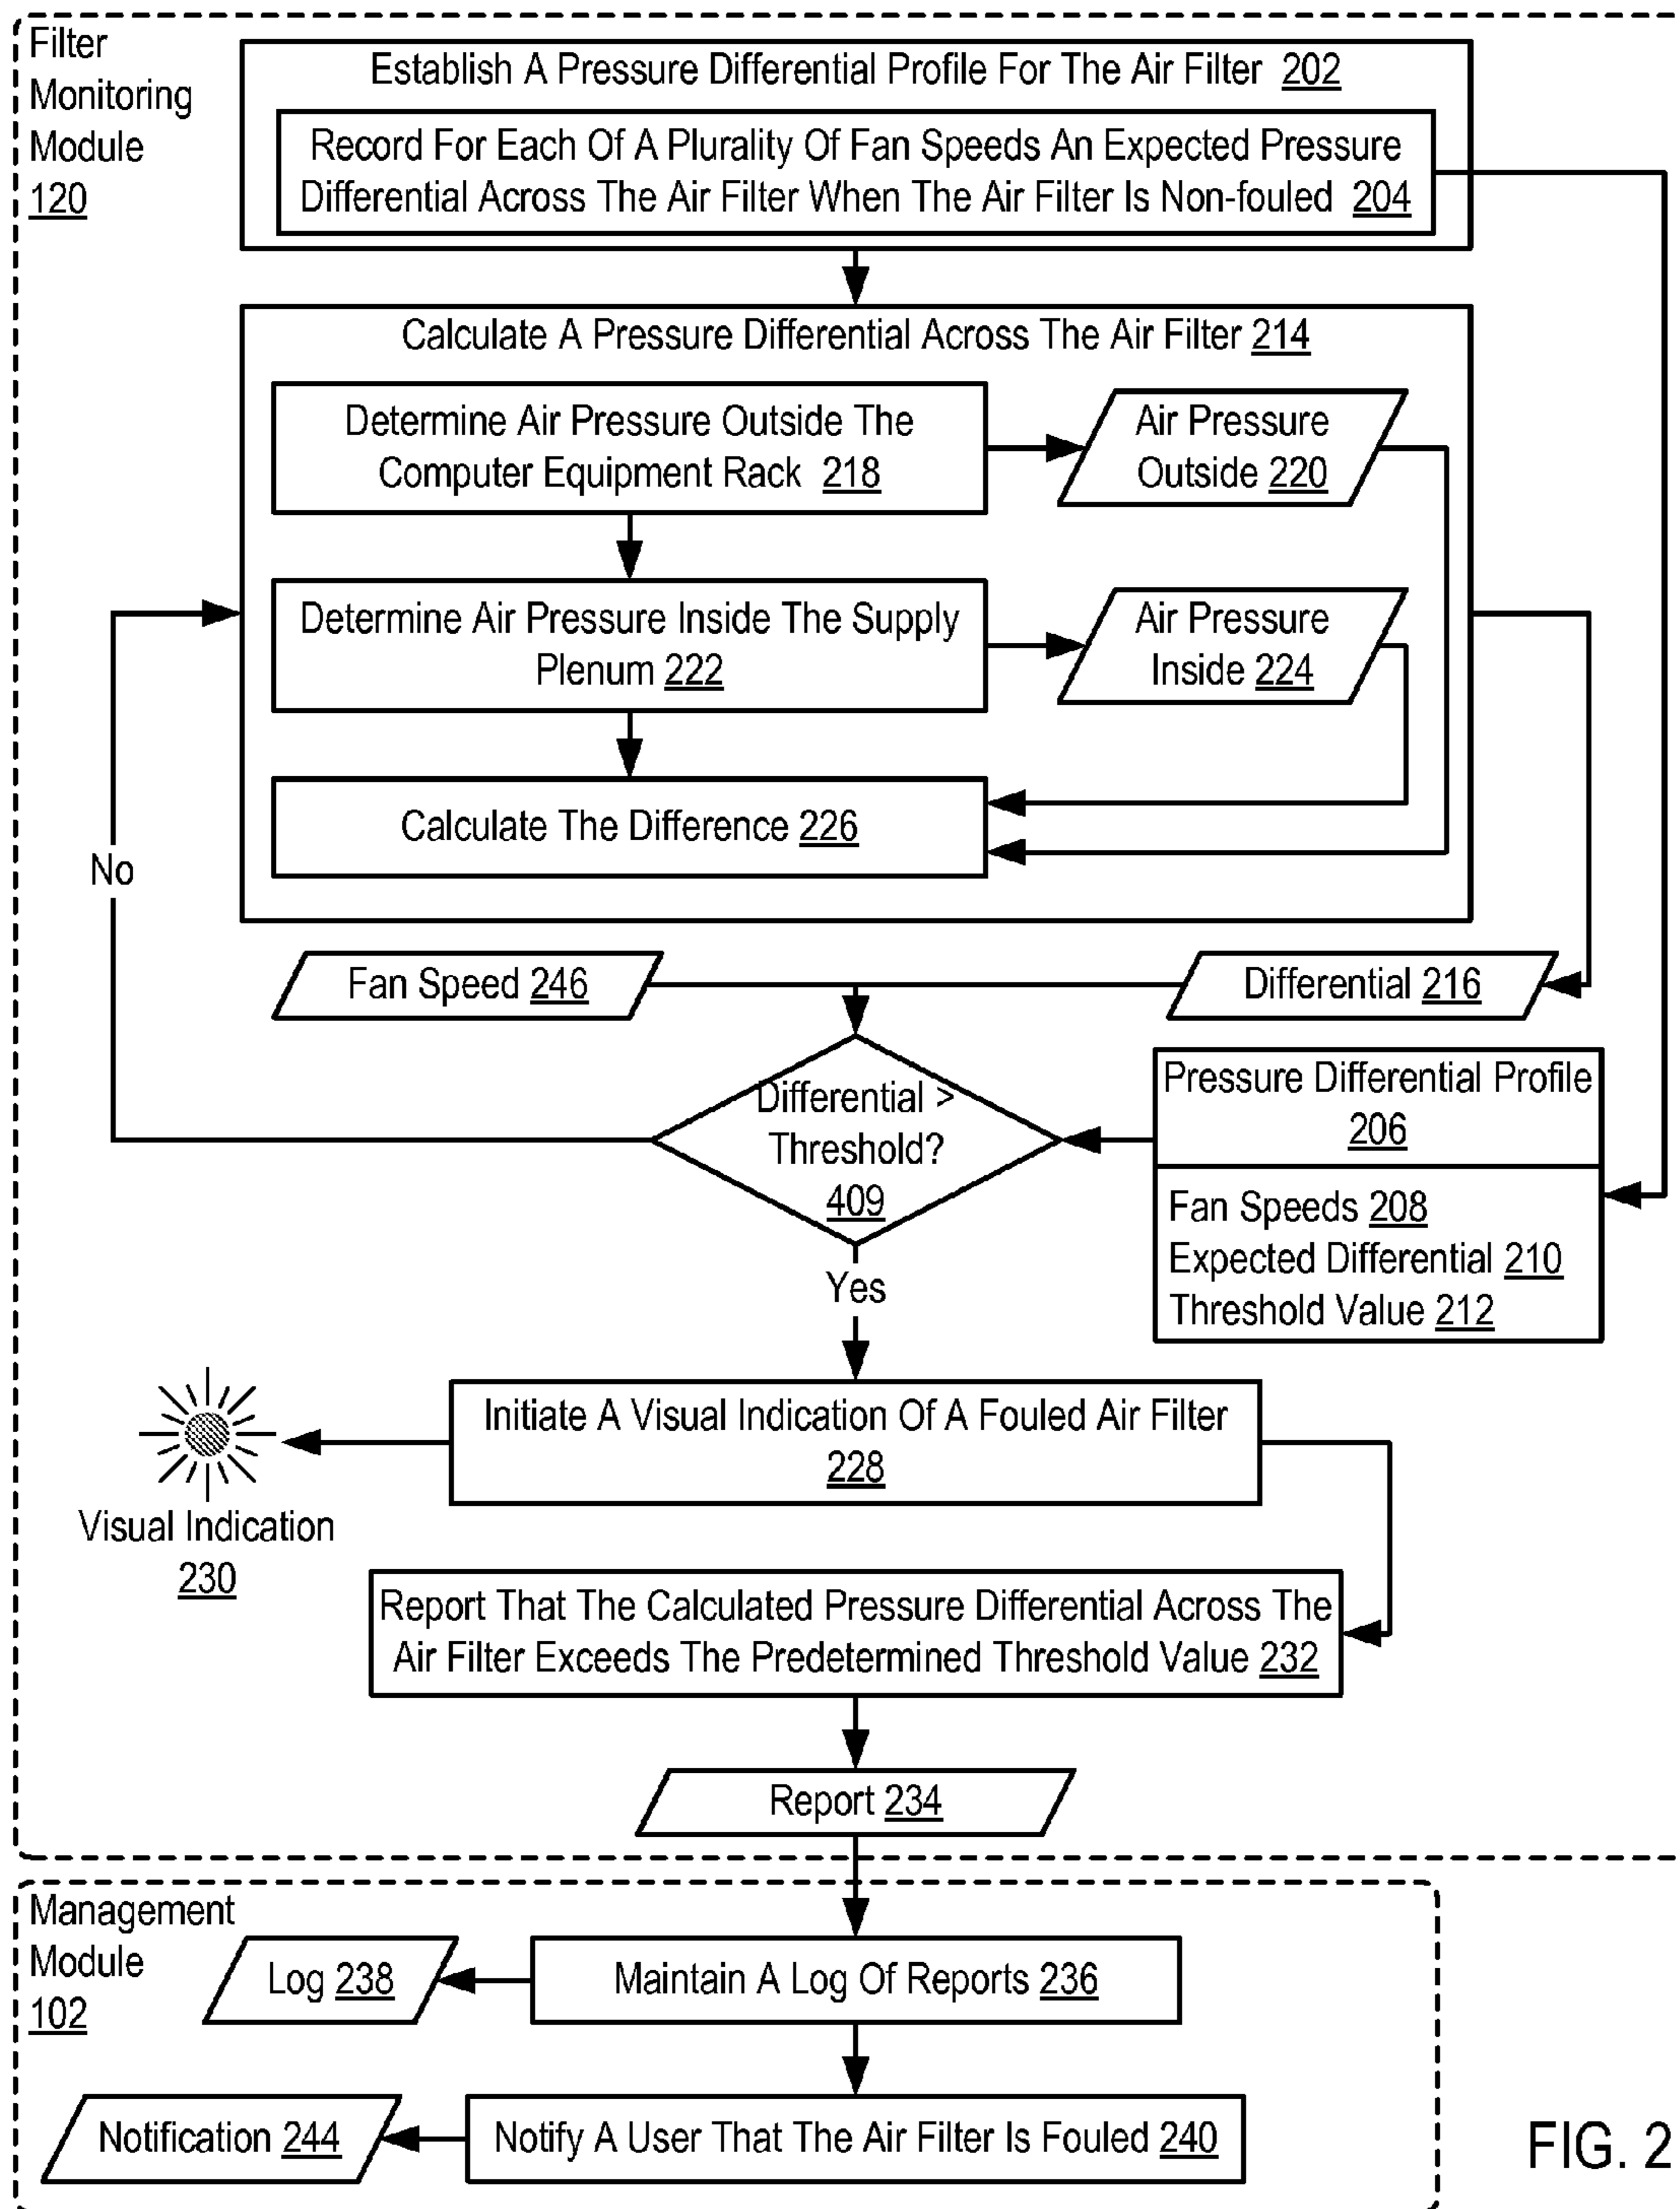 Filter
Monitoring
Module
120
Establish A Pressure Differential Profile For The Air Filter 202
Record For Each Of A Plurality Of Fan Speeds An Expected Pressure
Differential Across The Air Filter When The Air Filter Is Non-fouled 204
Calculate A Pressure Differential Across The Air Filter 214
Determine Air Pressure Outside The
Computer Equipment Rack 218
Air Pressure
Outside 220
Determine Air Pressure Inside The Supply
Plenum 222
Air Pressure
Inside 224
Calculate The Difference 226
No
Fan Speed 246
Differential 216
Differential >
Threshold?
409
Pressure Differential Profile
206
Fan Speeds 208
Expected Differential 210
Threshold Value 212
Yes
Initiate A Visual Indication Of A Fouled Air Filter
228
Visual Indication
230
Report That The Calculated Pressure Differential Across The
Air Filter Exceeds The Predetermined Threshold Value 232
Report 234
Management
Module
102
Log 238
Maintain A Log Of Reports 236
Notification 244
Notify A User That The Air Filter Is Fouled 240
FIG. 2